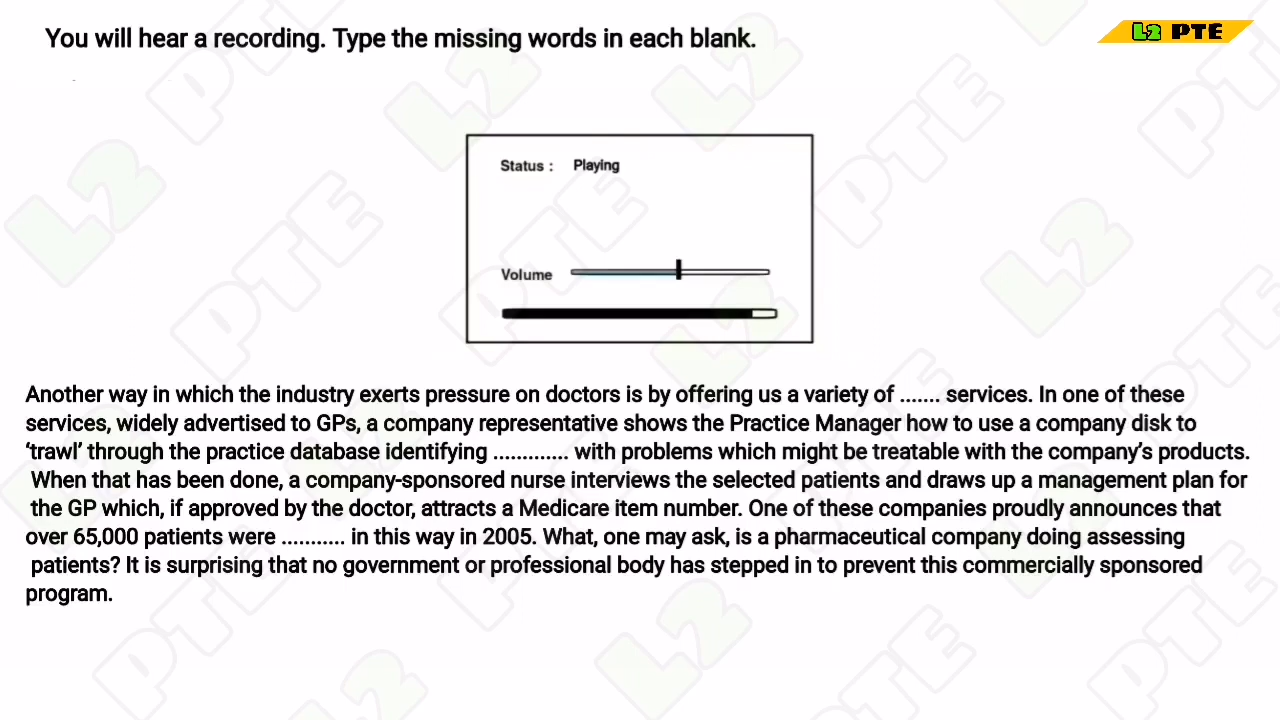 You will hear a recording. Type the missing words in each blank.
L2 PTE
Status : Playing
Volume
Another way in which the industry exerts pressure on doctors is by offering us a variety of ....... services. In one of these
services, widely advertised to GPs, a company representative shows the Practice Manager how to use a company disk to
‘trawl’ through the practice database identifying ............. with problems which might be treatable with the company’s products.
When that has been done, a company-sponsored nurse interviews the selected patients and draws up a management plan for
the GP which, if approved by the doctor, attracts a Medicare item number. One of these companies proudly announces that
over 65,000 patients were ........... in this way in 2005. What, one may ask, is a pharmaceutical company doing assessing
patients? It is surprising that no government or professional body has stepped in to prevent this commercially sponsored
program.